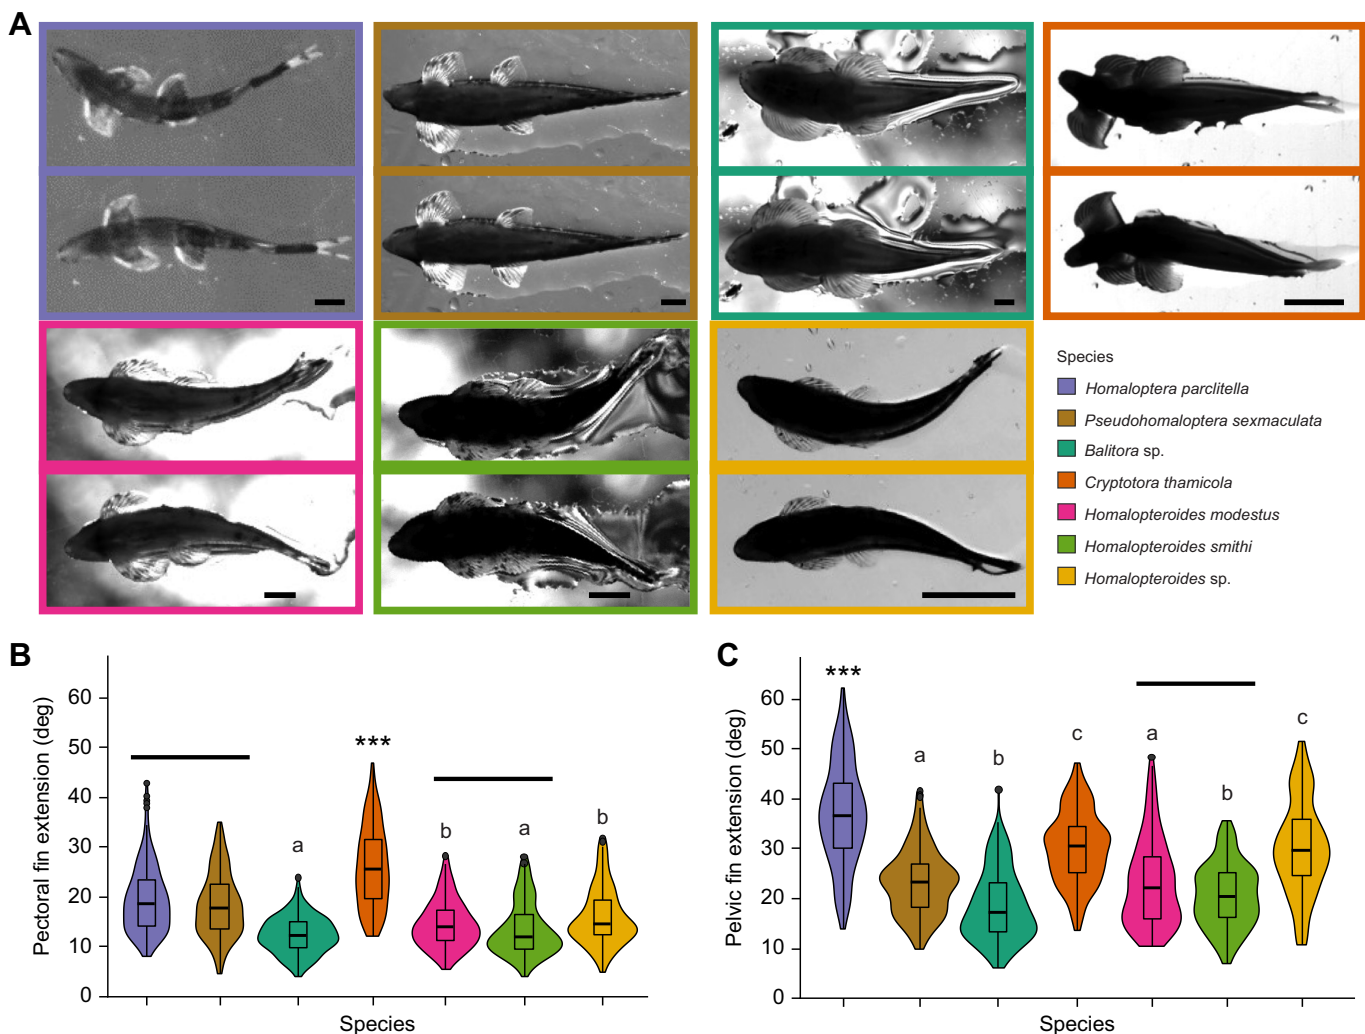 A
Species
Homaloptera parclitella
Pseudohomaloptera sexmaculata
Balitora sp.
Cryptotora thamicola
Homalopteroides modestus
Homalopteroides smithi
Homalopteroides sp.
B
Pectoral fin extension (deg)
60
50
40
30
20
10
0
a
***
b
a
b
Species
C
Pelvic fin extension (deg)
60
50
40
30
20
10
0
***
a
b
c
a
b
c
Species